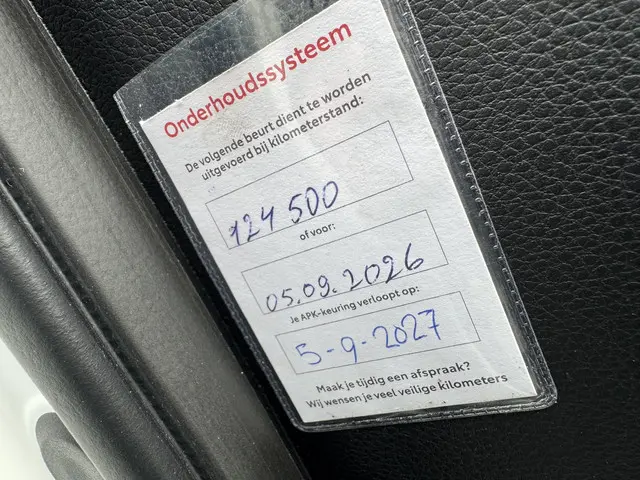 Onderhoudssysteem
De volgende beurt dient te worden
uitgevoerd bij kilometerstand:
124 500
of voor:
05.09.2026
Je APK-keuring verloopt op:
5-9-2027
Maak je tijdig een afspraak?
Wij wensen je veel veilige kilometers